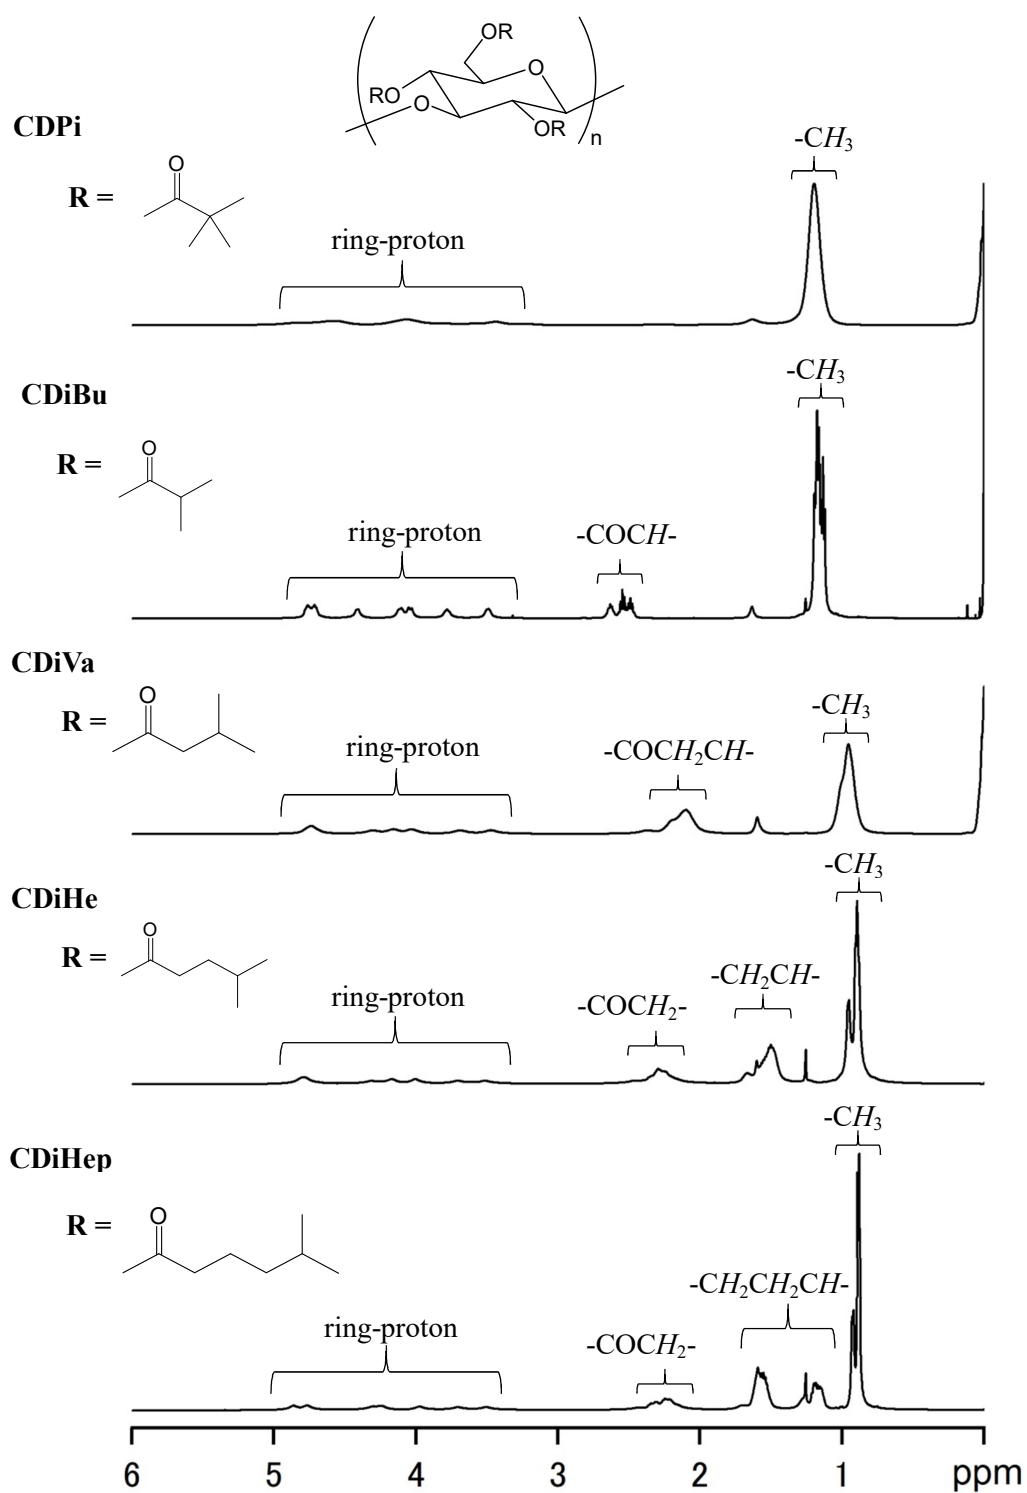 OR
O
RO
O
OR
n
CDPi
-CH3
O
R =
ring-proton
CDiBu
-CH3
O
R =
ring-proton
-COCH-
CDiVa
O
R =
-CH3
ring-proton
-COCH2CH-
CDiHe
-CH3
O
R =
-CH2CH-
ring-proton
-COCH2-
CDiHep
-CH3
O
R =
-CH2CH2CH-
ring-proton
-COCH2-
6 5 4 3 2 1 ppm